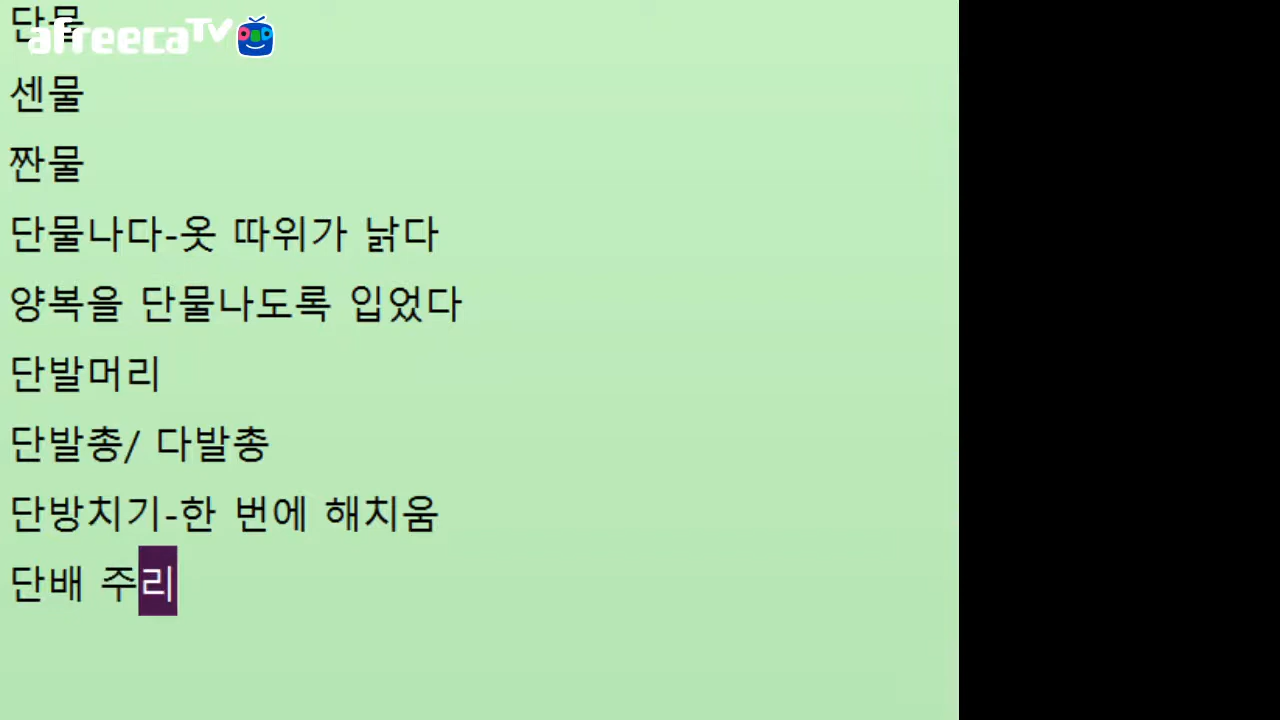 단물
afreecaTV
센물
짠물
단물나다-옷 따위가 낡다
양복을 단물나도록 입었다
단발머리
단발총/ 다발총
단방치기-한 번에 해치움
단배 주리